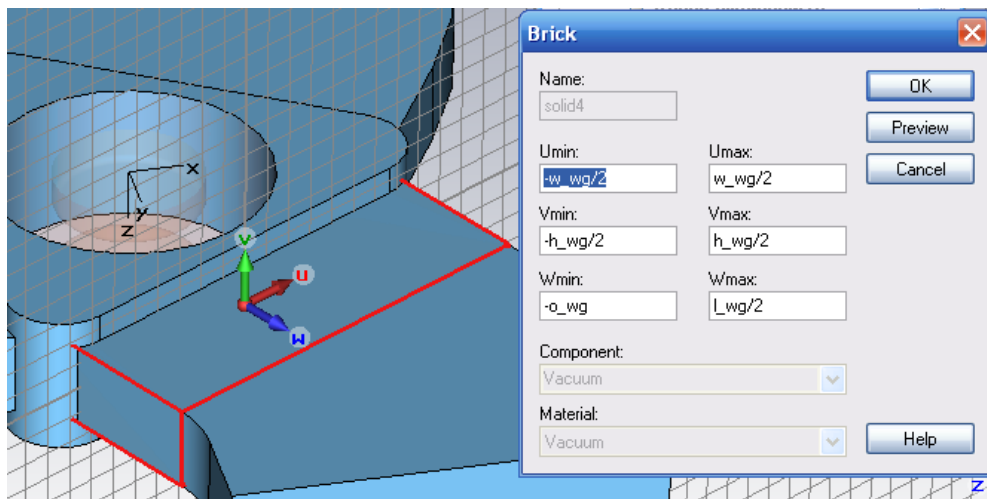 Brick
Name:
solid4
OK
Preview
Cancel
Umin:
Umax:
-w_wg/2
w_wg/2
Vmin:
Vmax:
-h_wg/2
h_wg/2
Wmin:
Wmax:
-o_wg
l_wg/2
Component:
Vacuum
Material:
Vacuum
Help
x
y
z
v
u
w
z